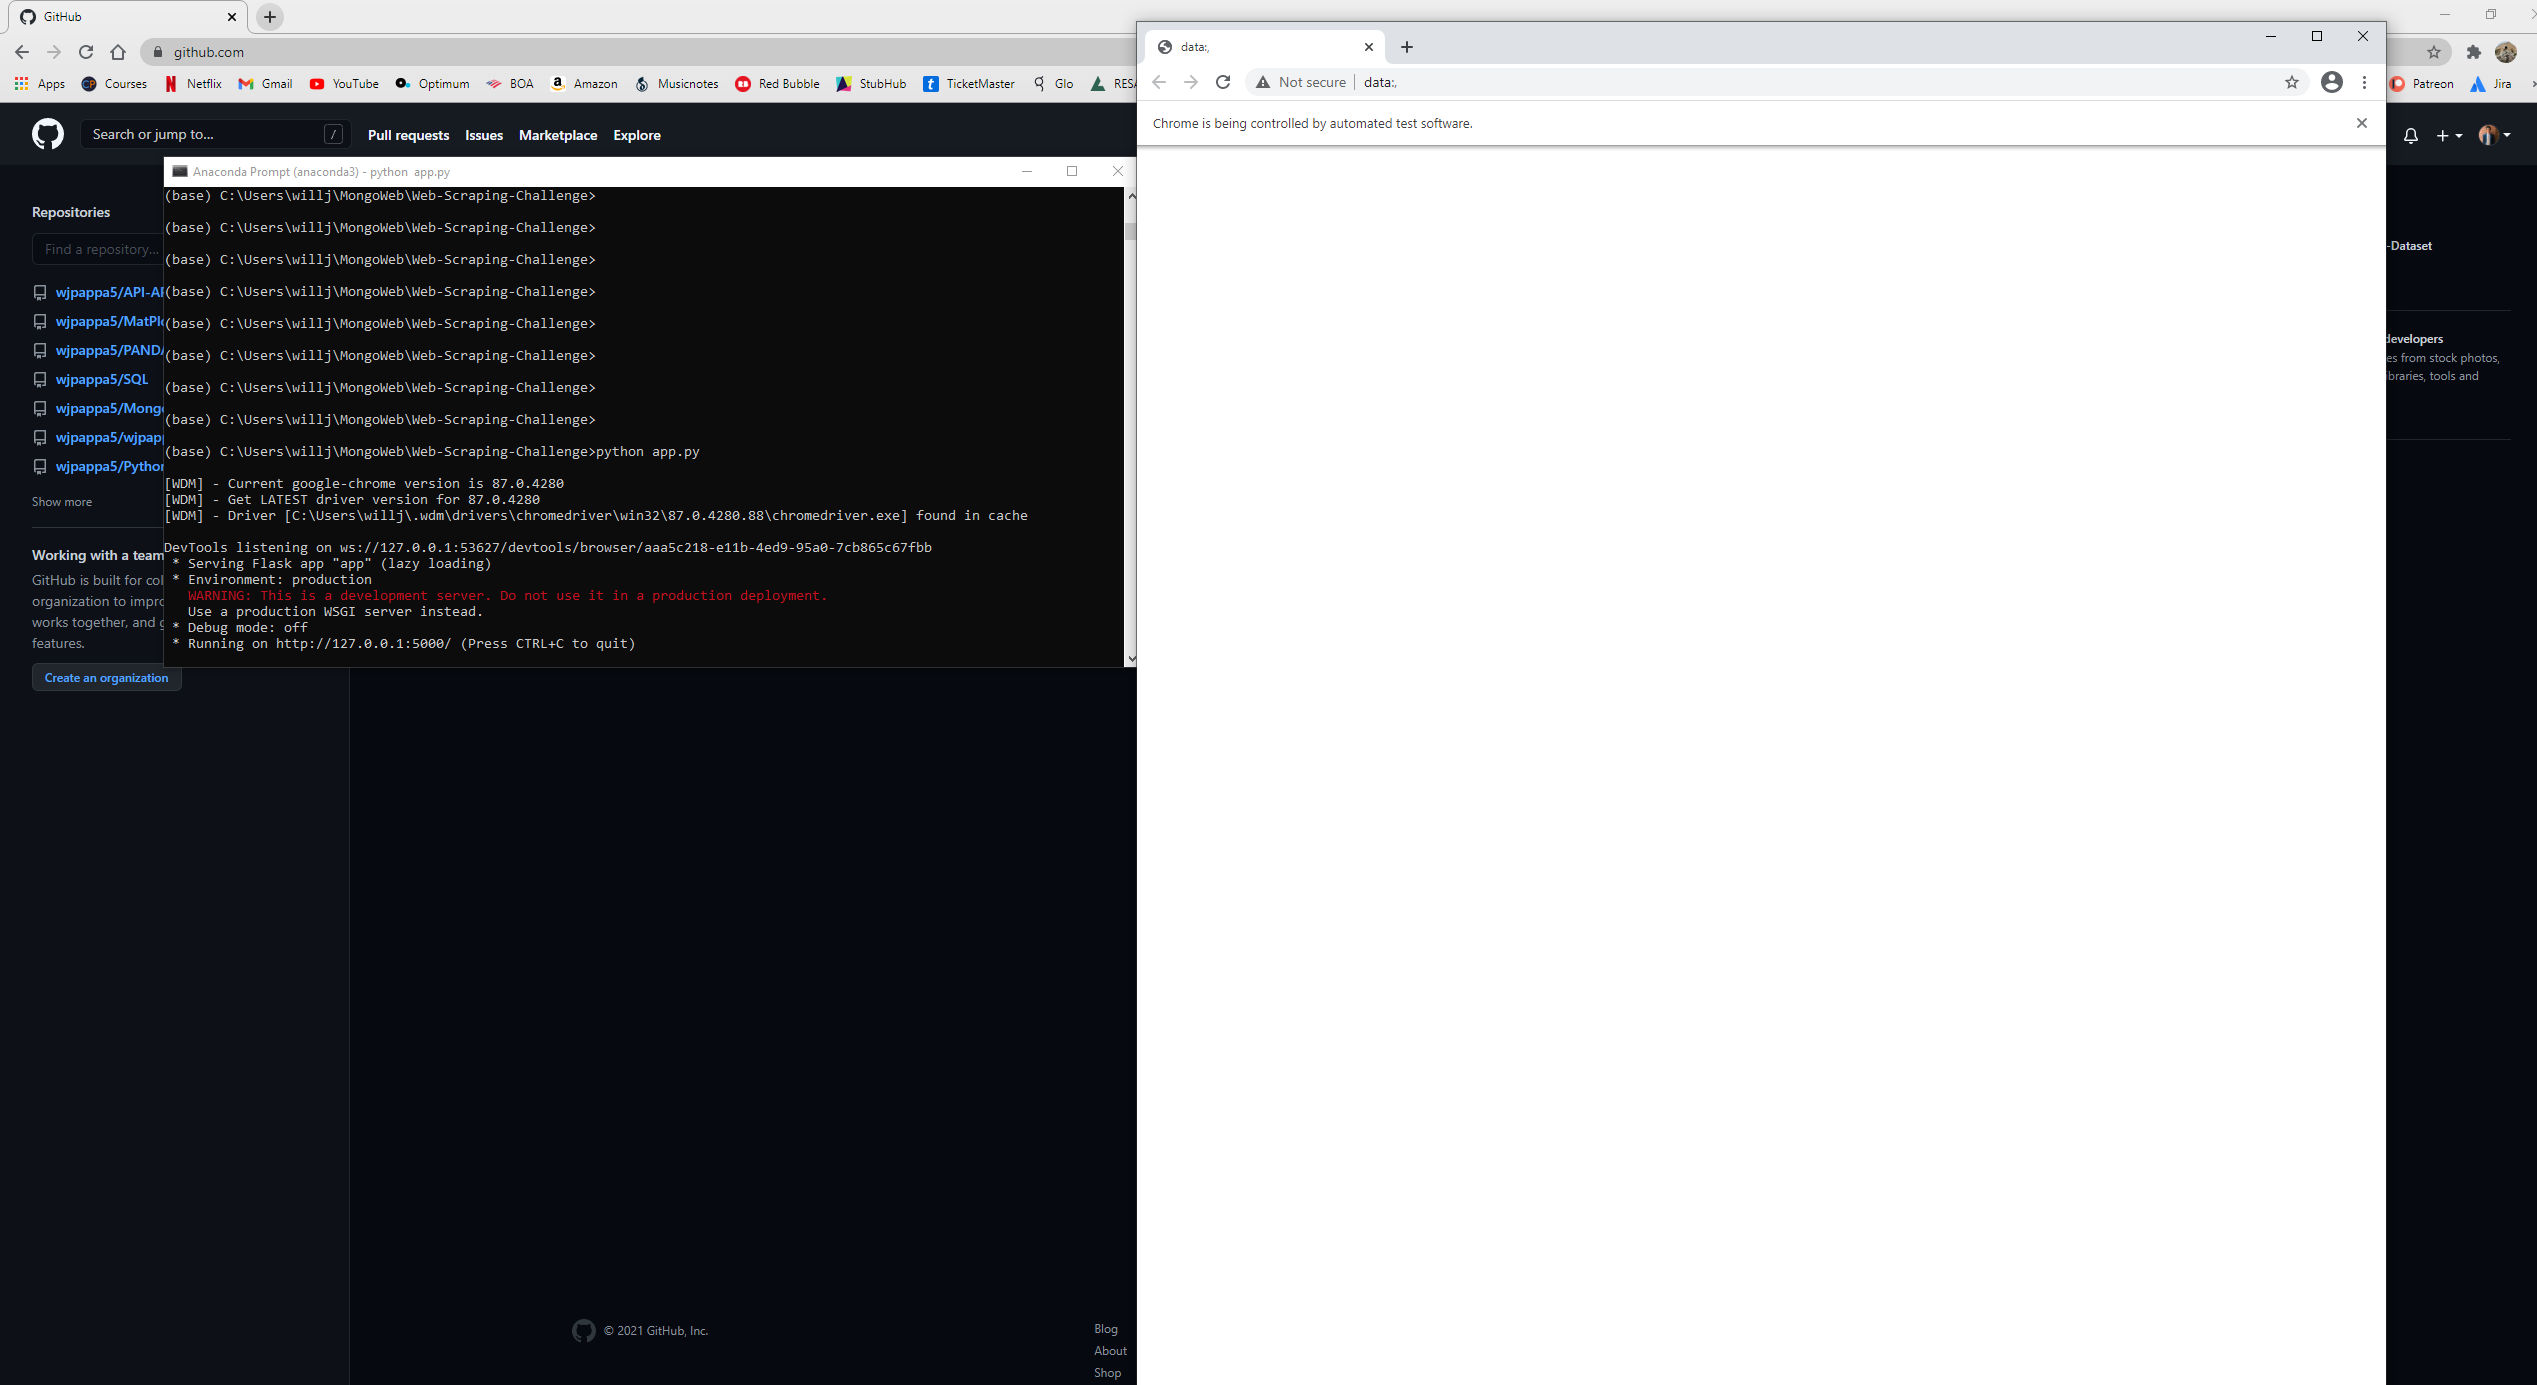 GitHub
github.com
Apps Courses Netflix Gmail YouTube Optimum BOA Amazon Musicnotes Red Bubble StubHub TicketMaster Glo RESA
Patreon Jira
data:,
Not secure data:,
Chrome is being controlled by automated test software.
Search or jump to... /
Pull requests Issues Marketplace Explore
Anaconda Prompt (anaconda3) - python app.py
(base) C:\Users\willj\MongoWeb\Web-Scraping-Challenge>
(base) C:\Users\willj\MongoWeb\Web-Scraping-Challenge>
(base) C:\Users\willj\MongoWeb\Web-Scraping-Challenge>
(base) C:\Users\willj\MongoWeb\Web-Scraping-Challenge>
(base) C:\Users\willj\MongoWeb\Web-Scraping-Challenge>
(base) C:\Users\willj\MongoWeb\Web-Scraping-Challenge>
(base) C:\Users\willj\MongoWeb\Web-Scraping-Challenge>
(base) C:\Users\willj\MongoWeb\Web-Scraping-Challenge>
(base) C:\Users\willj\MongoWeb\Web-Scraping-Challenge>python app.py
[WDM] - Current google-chrome version is 87.0.4280
[WDM] - Get LATEST driver version for 87.0.4280
[WDM] - Driver [C:\Users\willj\.wdm\drivers\chromedriver\win32\87.0.4280.88\chromedriver.exe] found in cache
DevTools listening on ws://127.0.0.1:53627/devtools/browser/aaa5c218-e11b-4ed9-95a0-7cb865c67fbb
* Serving Flask app "app" (lazy loading)
* Environment: production
WARNING: This is a development server. Do not use it in a production deployment.
Use a production WSGI server instead.
* Debug mode: off
* Running on http://127.0.0.1:5000/ (Press CTRL+C to quit)
Repositories
Find a repository...
wjpappa5/API-AP
wjpappa5/MatPlo
wjpappa5/PANDA
wjpappa5/SQL
wjpappa5/Mongo
wjpappa5/wjpapp
wjpappa5/Python
Show more
Working with a team
GitHub is built for col
organization to impro
works together, and g
features.
Create an organization
-Dataset
developers
es from stock photos,
ibraries, tools and
© 2021 GitHub, Inc.
Blog
About
Shop